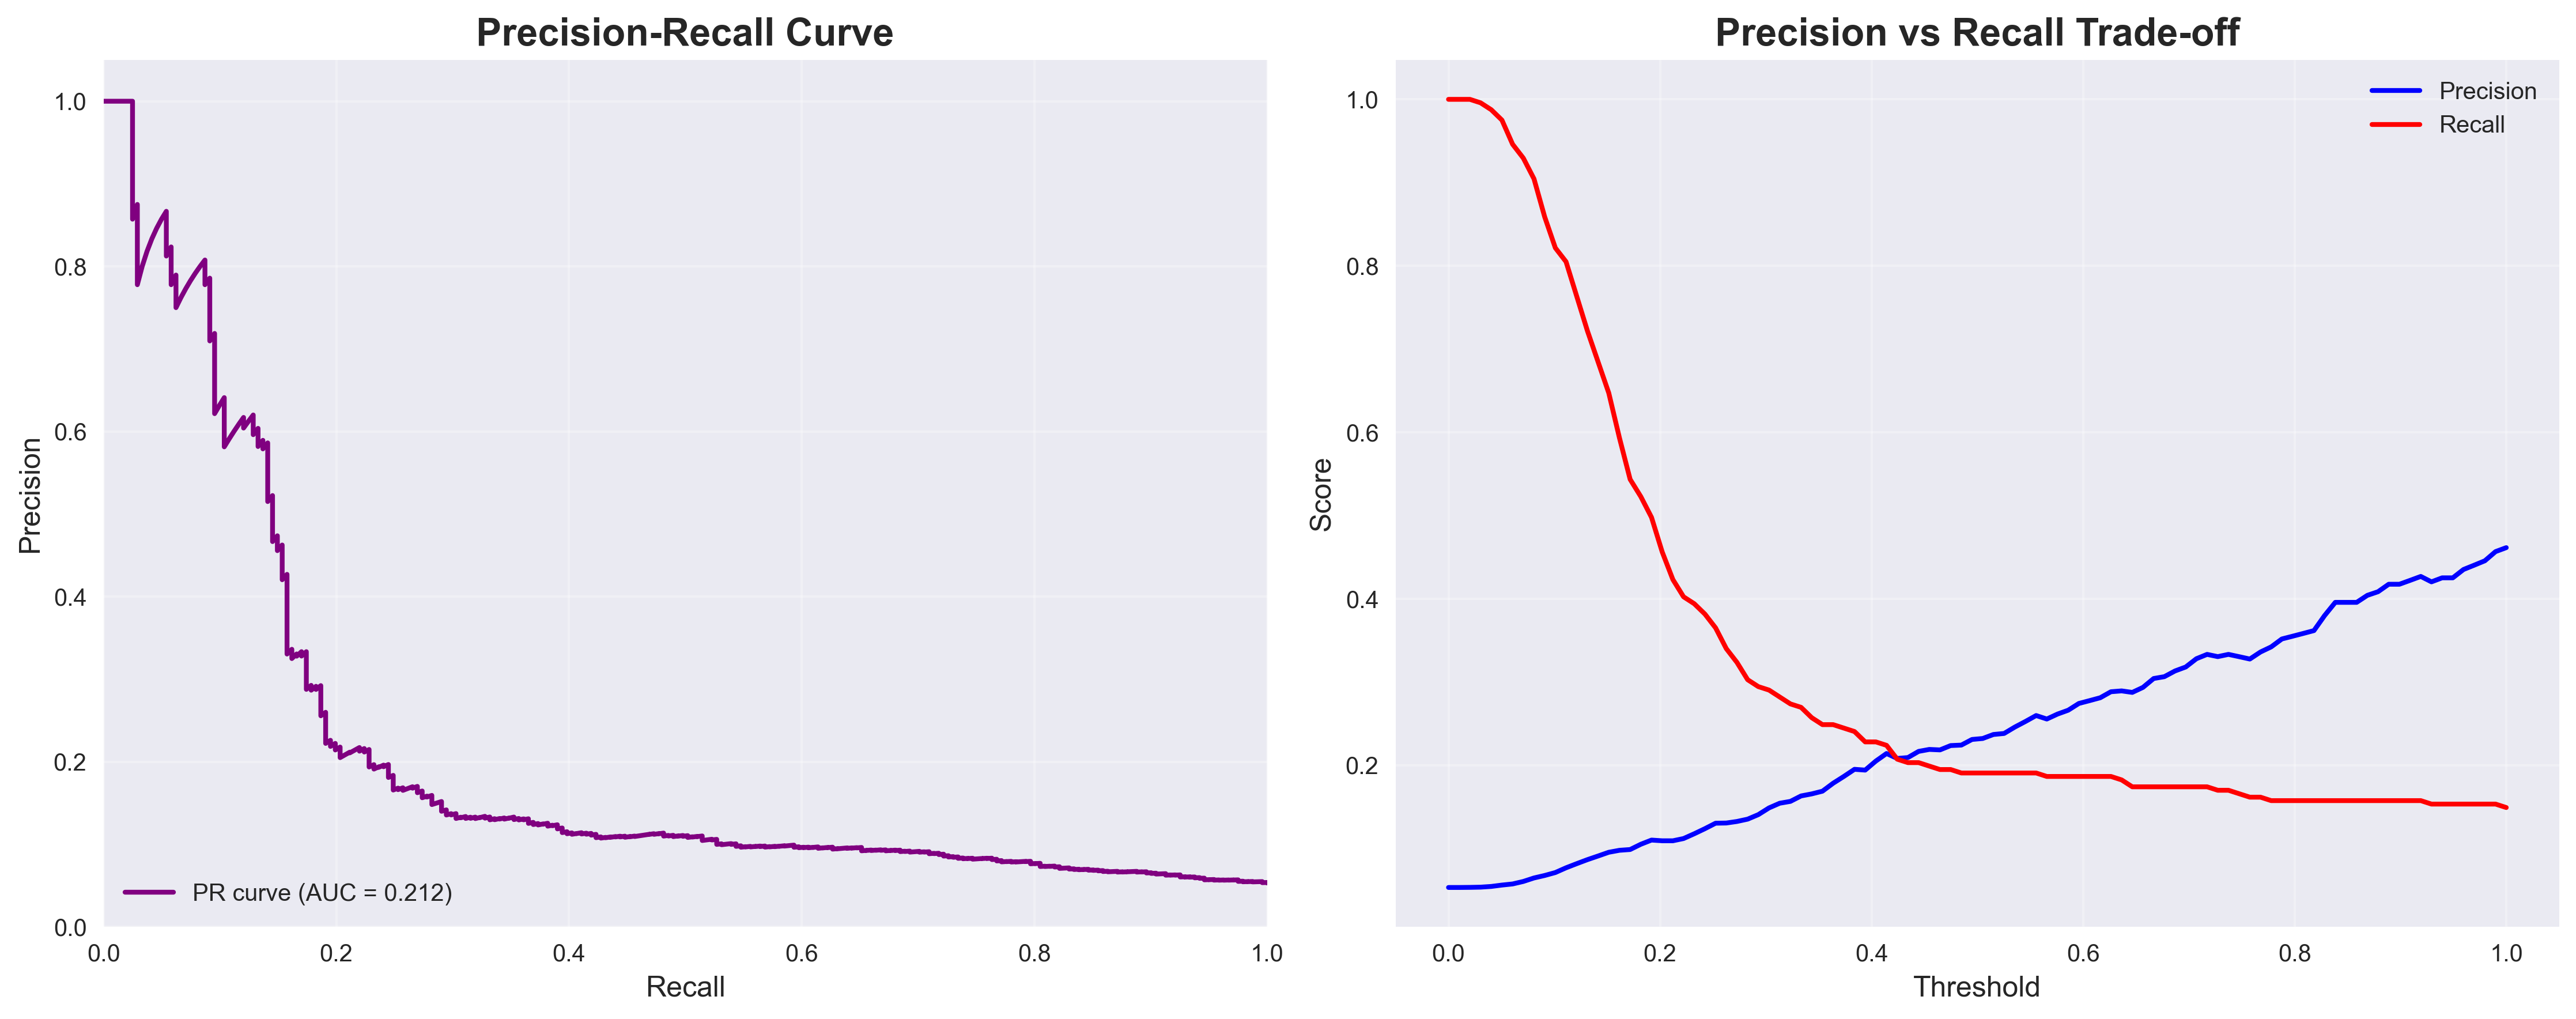 Precision-Recall Curve
1.0
0.8
0.6
0.4
0.2
0.0
Precision
PR curve (AUC = 0.212)
0.0 0.2 0.4 0.6 0.8 1.0
Recall
Precision vs Recall Trade-off
Precision
Recall
1.0
0.8
0.6
0.4
0.2
Score
0.0 0.2 0.4 0.6 0.8 1.0
Threshold